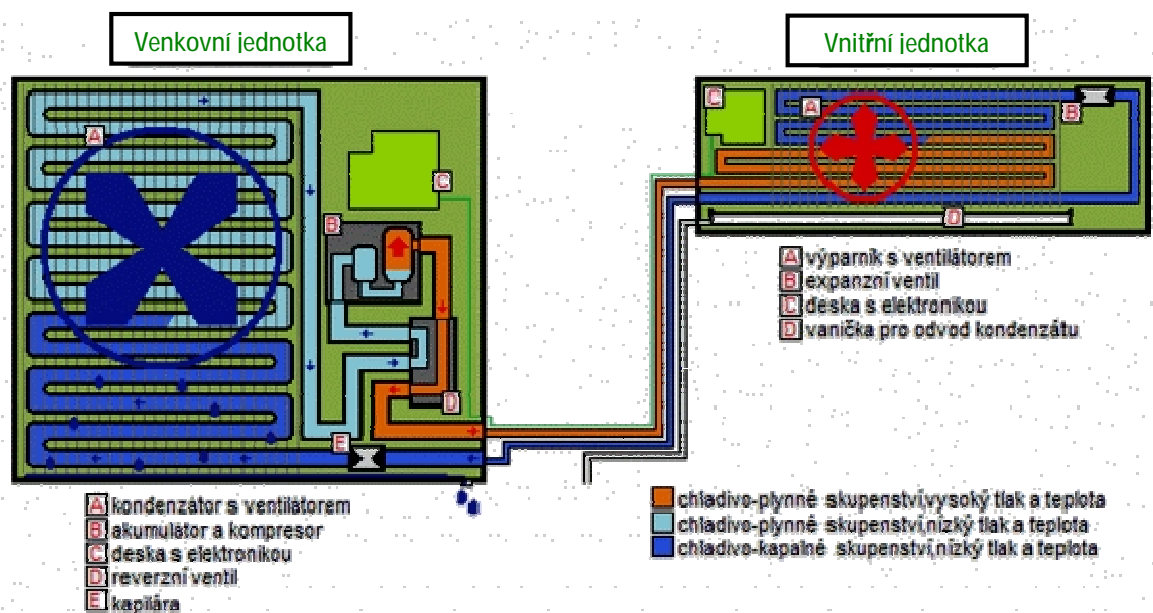 Venkovní jednotka
Vnitřní jednotka
A
B
C
D
E
C
A
B
D
A výparník s ventilátorem
B expanzní ventil
C deska s elektronikou
D vanička pro odvod kondenzátu
A kondenzátor s ventilátorem
B akumulátor a kompresor
C deska s elektronikou
D reverzní ventil
E kapilára
chladivo-plynné skupenství,vysoký tlak a teplota
chladivo-plynné skupenství,nízký tlak a teplota
chladivo-kapalné skupenství,nízký tlak a teplota